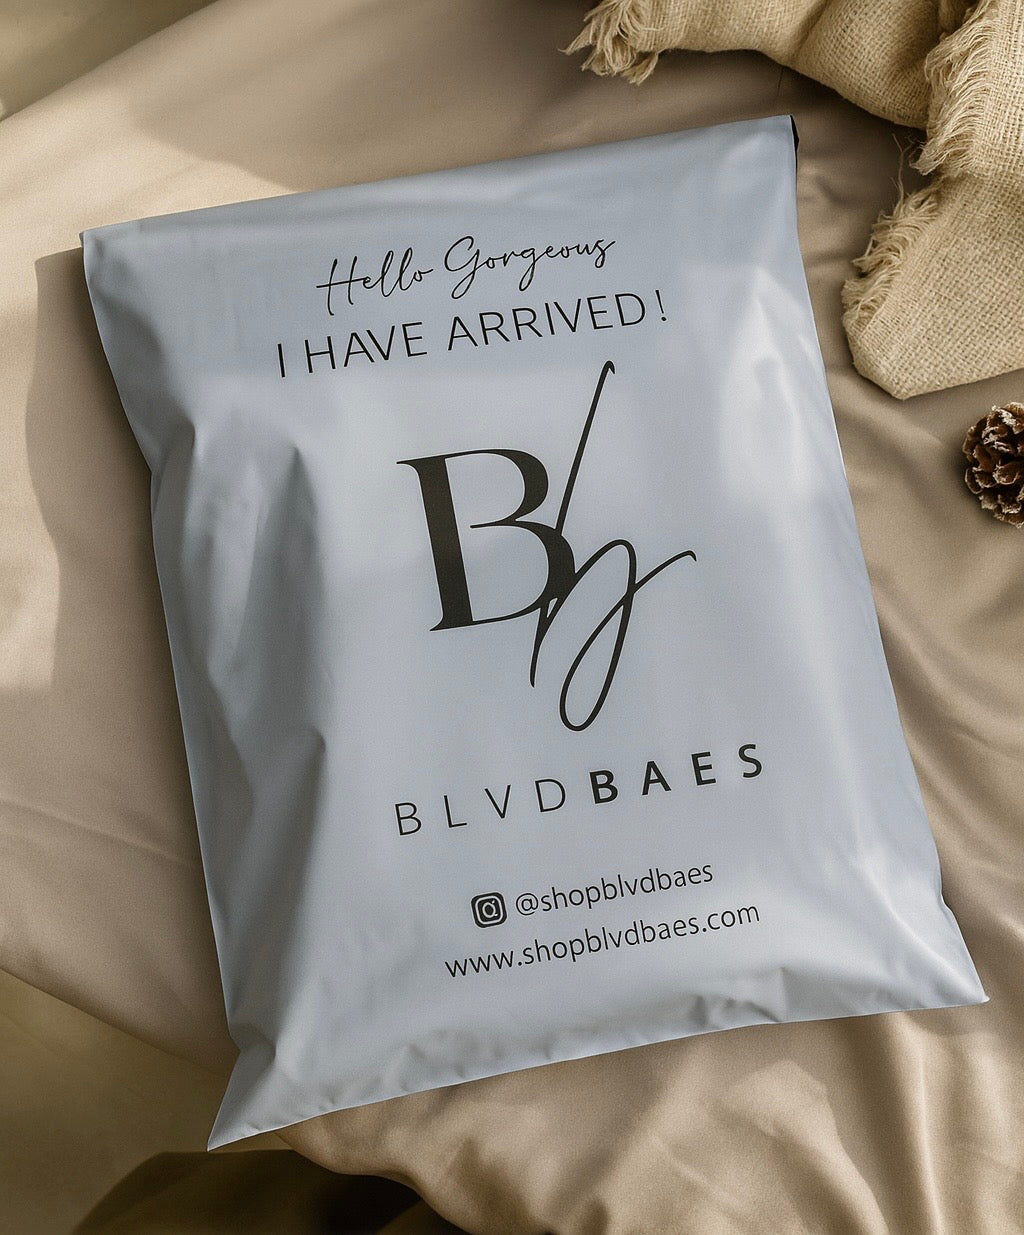 Hello Gorgeous
I HAVE ARRIVED!
BLVDBAES
@shopblvdbaes
www.shopblvdbaes.com